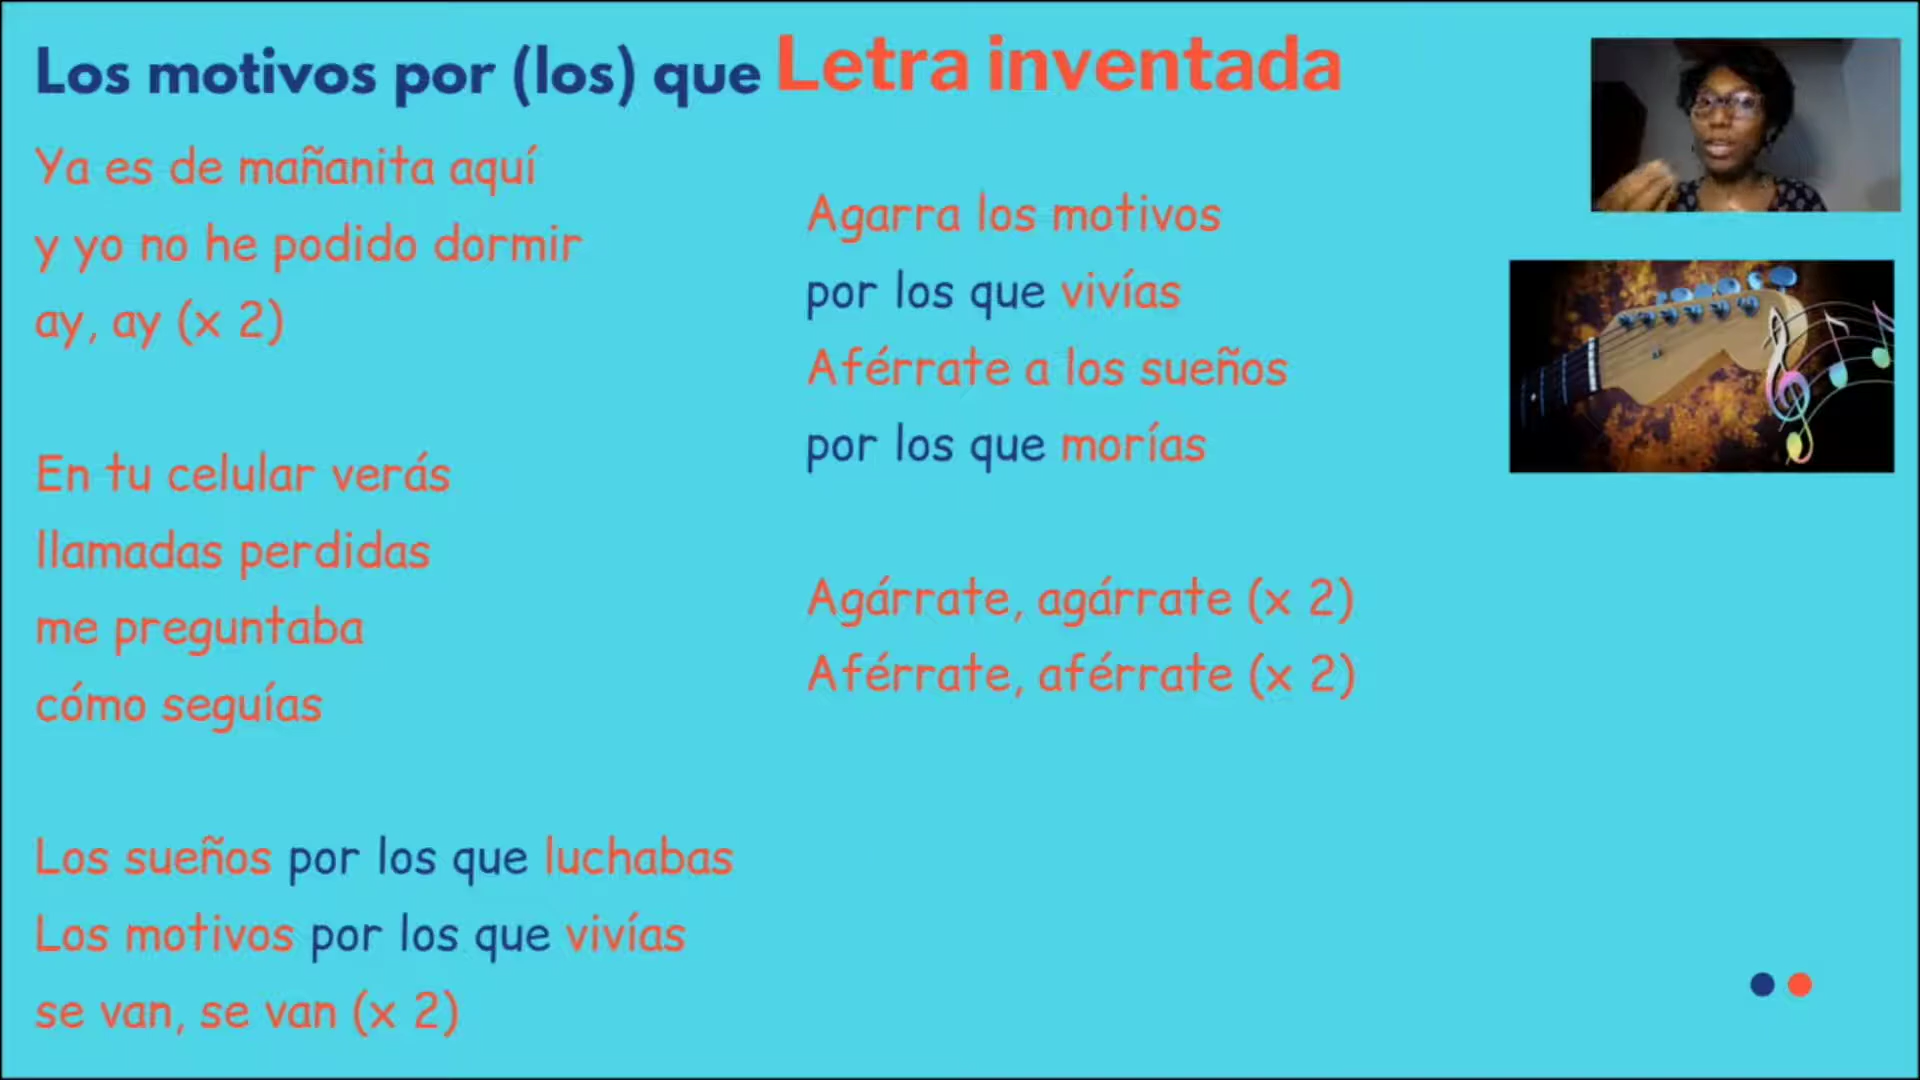 Los motivos por (los) que Letra inventada
Ya es de mañanita aquí
y yo no he podido dormir
ay, ay (x 2)
En tu celular verás
llamadas perdidas
me preguntaba
cómo seguías
Los sueños por los que luchabas
Los motivos por los que vivías
se van, se van (x 2)
Agarra los motivos
por los que vivías
Aférrate a los sueños
por los que morías
Agárrate, agárrate (x 2)
Aférrate, aférrate (x 2)